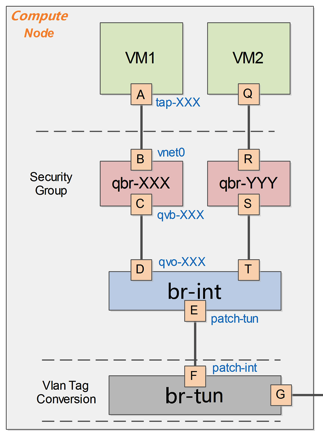 Compute
Node
VM1
VM2
A
Q
tap-XXX
B
vnet0
R
Security
Group
qbr-XXX
qbr-YYY
C
qvb-XXX
S
qvo-XXX
D
T
br-int
E
patch-tun
patch-int
F
Vlan Tag
Conversion
br-tun
G